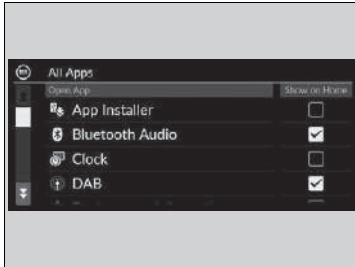 All Apps
Open App
Show on Home
App Installer
Bluetooth Audio
Clock
DAB